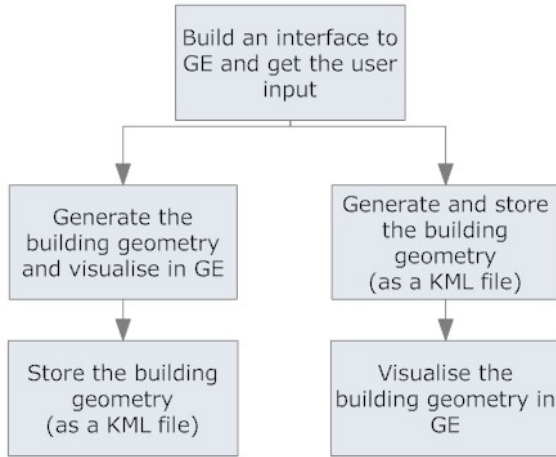 Build an interface to
GE and get the user
input
Generate the
building geometry
and visualise in GE
Generate and store
the building
geometry
(as a KML file)
Store the building
geometry
(as a KML file)
Visualise the
building geometry in
GE